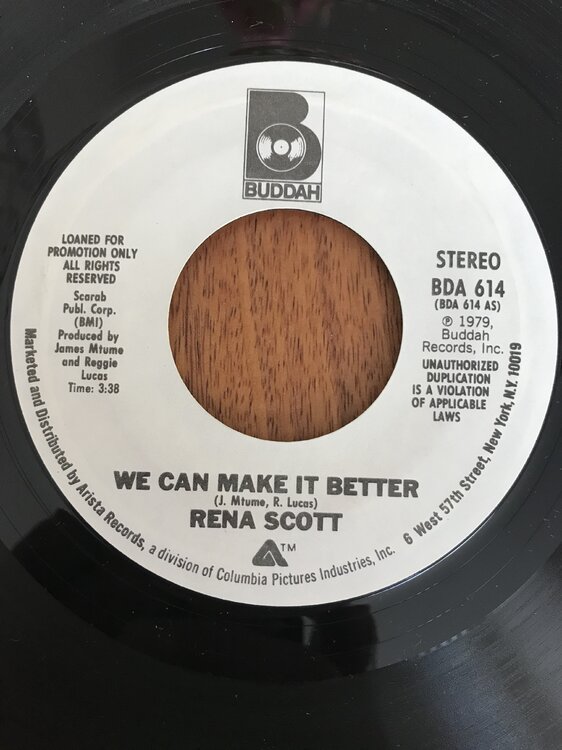 B
BUDDAH
LOANED FOR
PROMOTION ONLY
ALL RIGHTS
RESERVED
Scarab
Publ. Corp.
(BMI)
Produced by
James Mtume
and Reggie
Lucas
Time: 3:38
STEREO
BDA 614
(BDA 614 AS)
℗ 1979,
Buddah
Records, Inc.
UNAUTHORIZED
DUPLICATION
IS A VIOLATION
OF APPLICABLE
LAWS
WE CAN MAKE IT BETTER
(J. Mtume, R. Lucas)
RENA SCOTT
A™
Marketed and Distributed by Arista Records, a division of Columbia Pictures Industries, Inc. 6 West 57th Street, New York, N.Y. 10019